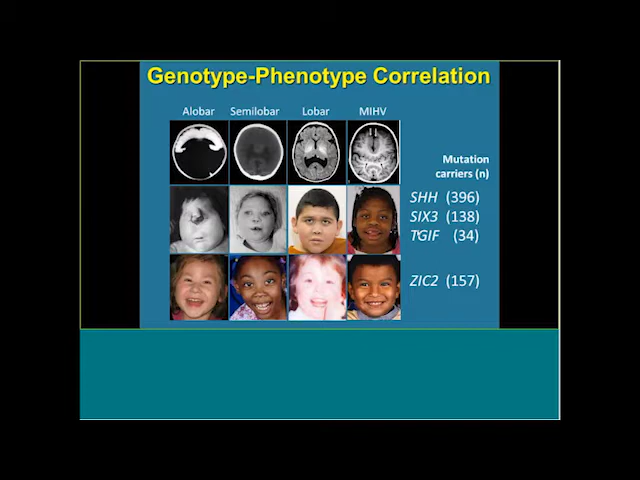 Genotype-Phenotype Correlation
Alobar Semilobar Lobar MIHV
Mutation
carriers (n)
SHH (396)
SIX3 (138)
TGIF (34)
ZIC2 (157)